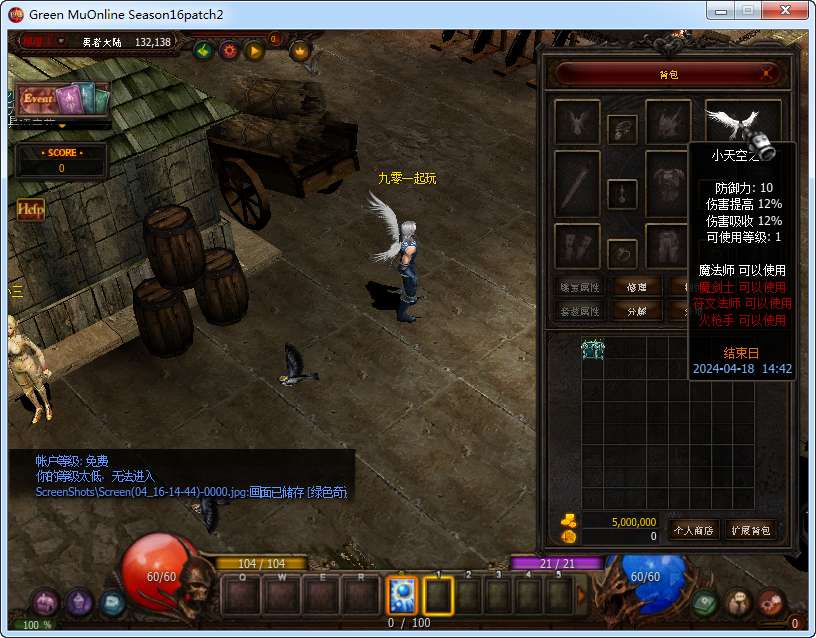 Green MuOnline Season16patch2
勇者大陆 132,138
Event
SCORE
0
Help
九零一起玩
小三
背包
小天空之
防御力: 10
伤害提高 12%
伤害吸收 12%
可使用等级: 1
魔法师 可以使用
魔剑士 可以使用
符文法师 可以使用
火枪手 可以使用
结束日
2024-04-18 14:42
修理
套装属性 分解
帐户等级: 免费
你的等级太低. 无法进入
ScreenShots\Screen(04_16-14-44)-0000.jpg:画面已储存 [绿色奇]
5,000,000
0
个人商店 扩展背包
104 / 104
21 / 21
60/60
60/60
Q W E R 1 2 3 4 5
0 / 100
100 %
0